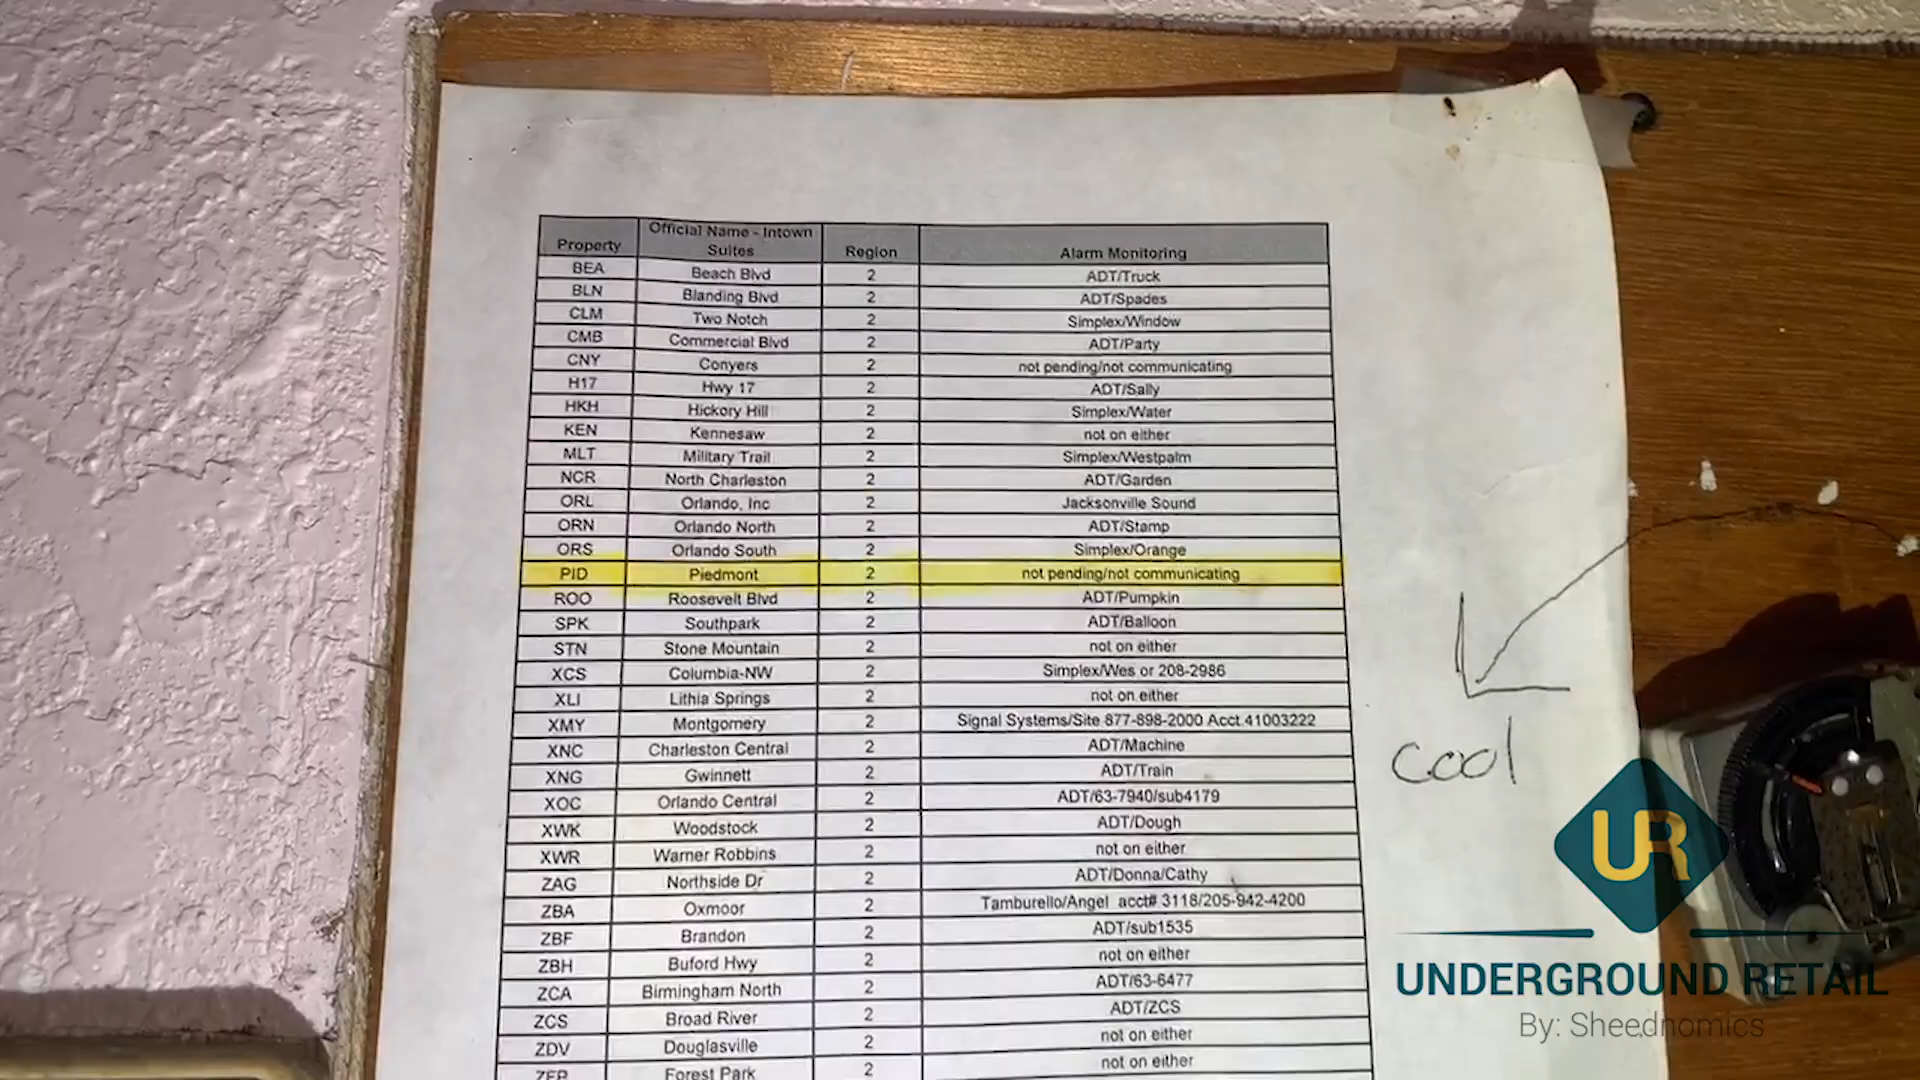 Property Official Name - Intown Suites Region Alarm Monitoring
BEA Beach Blvd 2 ADT/Truck
BLN Blanding Blvd 2 ADT/Spades
CLM Two Notch 2 Simplex/Window
CMB Commercial Blvd 2 ADT/Party
CNY Conyers 2 not pending/not communicating
H17 Hwy 17 2 ADT/Sally
HKH Hickory Hill 2 Simplex/Water
KEN Kennesaw 2 not on either
MLT Military Trail 2 Simplex/Westpalm
NCR North Charleston 2 ADT/Garden
ORL Orlando, Inc 2 Jacksonville Sound
ORN Orlando North 2 ADT/Stamp
ORS Orlando South 2 Simplex/Orange
PID Piedmont 2 not pending/not communicating
ROO Roosevelt Blvd 2 ADT/Pumpkin
SPK Southpark 2 ADT/Balloon
STN Stone Mountain 2 not on either
XCS Columbia-NW 2 Simplex/Wes or 208-2986
XLI Lithia Springs 2 not on either
XMY Montgomery 2 Signal Systems/Site 877-898-2000 Acct 41003222
XNC Charleston Central 2 ADT/Machine
XNG Gwinnett 2 ADT/Train
XOC Orlando Central 2 ADT/63-7940/sub4179
XWK Woodstock 2 ADT/Dough
XWR Warner Robbins 2 not on either
ZAG Northside Dr 2 ADT/Donna/Cathy
ZBA Oxmoor 2 Tamburello/Angel acct# 3118/205-942-4200
ZBF Brandon 2 ADT/sub1535
ZBH Buford Hwy 2 not on either
ZCA Birmingham North 2 ADT/63-6477
ZCS Broad River 2 ADT/ZCS
ZDV Douglasville 2 not on either
Forest Park 2 not on either
cool
UR
UNDERGROUND RETAIL
By: Sheednomics